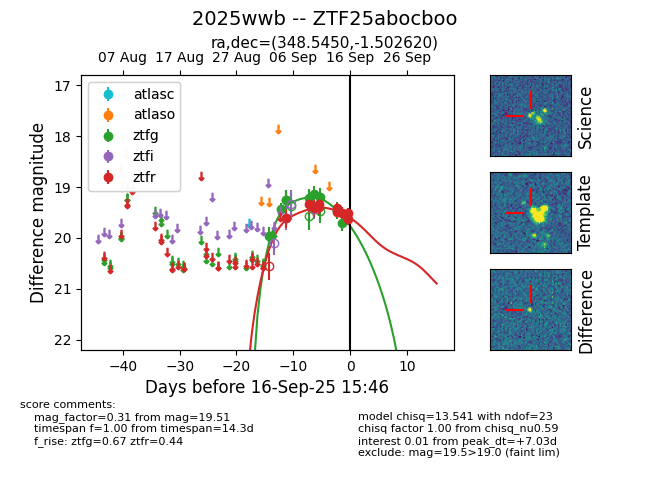 2025wwb -- ZTF25abocboo
ra,dec=(348.5450,-1.502620)
07 Aug 17 Aug 27 Aug 06 Sep 16 Sep 26 Sep
17
18
19
20
21
22
Difference magnitude
atlasc
atlaso
ztfg
ztfi
ztfr
−40 −30 −20 −10 0 10
Days before 16-Sep-25 15:46
Science
Template
Difference
score comments:
mag_factor=0.31 from mag=19.51
timespan f=1.00 from timespan=14.3d
f_rise: ztfg=0.67 ztfr=0.44
model chisq=13.541 with ndof=23
chisq factor 1.00 from chisq_nu0.59
interest 0.01 from peak_dt=+7.03d
exclude: mag=19.5>19.0 (faint lim)